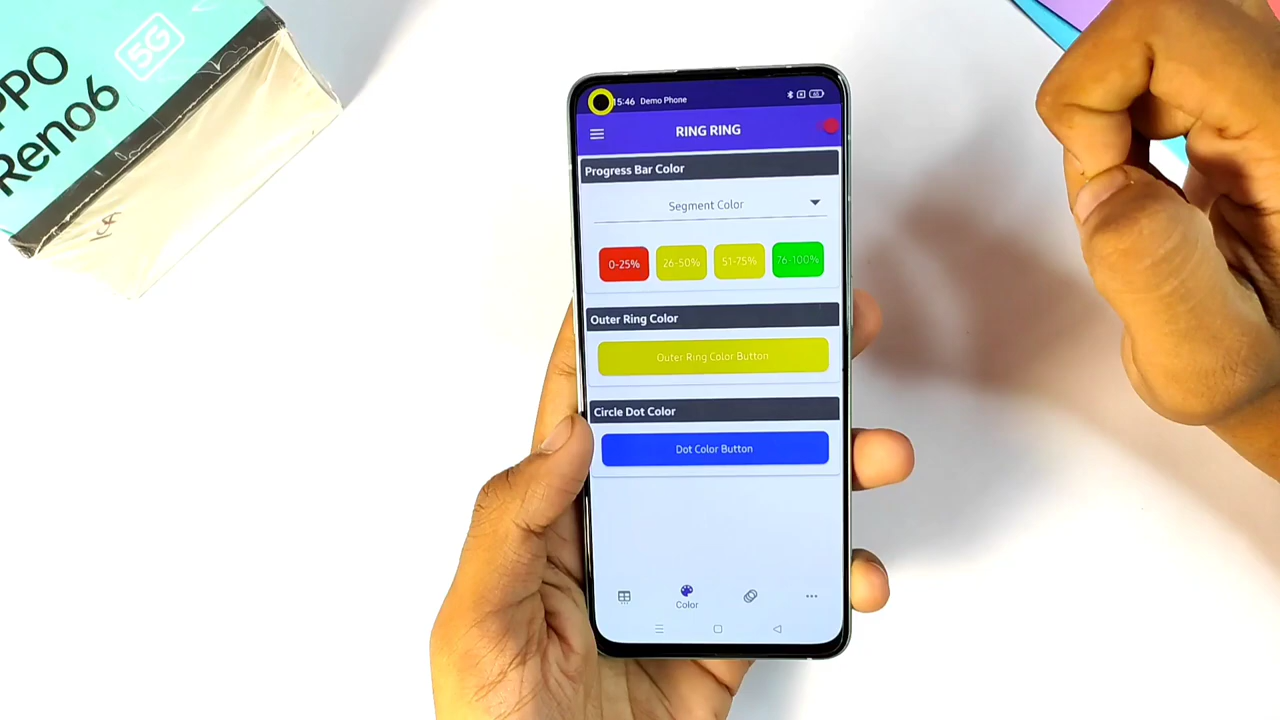 PPO
Reno6
5G
15:46 Demo Phone
RING RING
Progress Bar Color
Segment Color
0-25%
26-50%
51-75%
76-100%
Outer Ring Color
Outer Ring Color Button
Circle Dot Color
Dot Color Button
Color